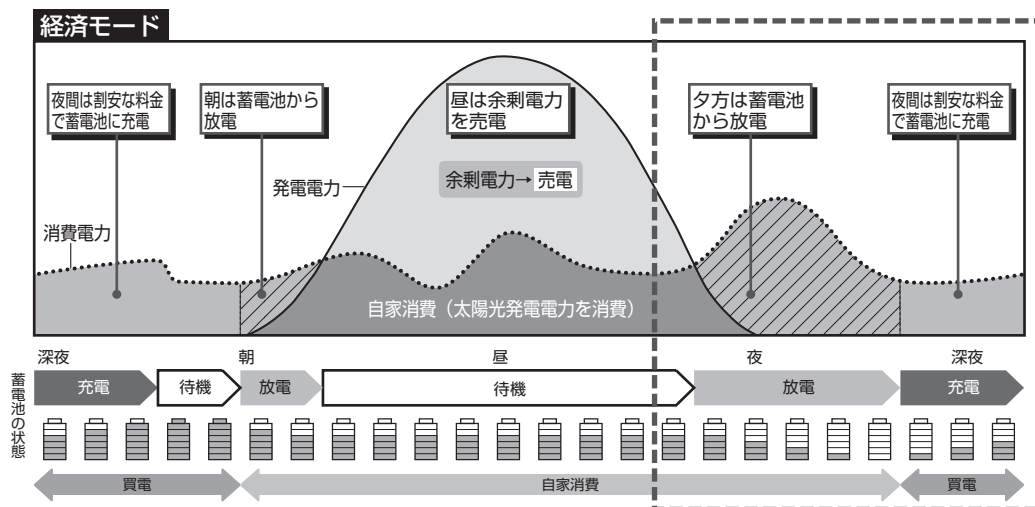 経済モード
夜間は割安な料金
で蓄電池に充電
朝は蓄電池から
放電
昼は余剰電力
を売電
夕方は蓄電池
から放電
夜間は割安な料金
で蓄電池に充電
発電電力
余剰電力→売電
消費電力
自家消費（太陽光発電電力を消費）
深夜
朝
昼
夜
深夜
蓄電池の状態
充電
待機
放電
待機
放電
充電
買電
自家消費
買電